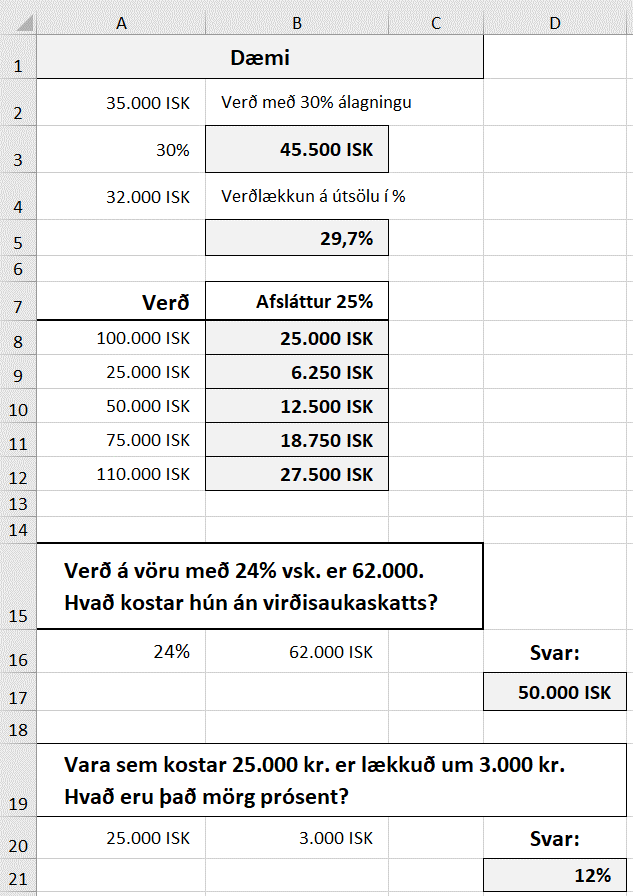 A B C D
1 Dæmi
2 35.000 ISK Verð með 30% álagningu
3 30% 45.500 ISK
4 32.000 ISK Verðlækkun á útsölu í %
5 29,7%
6
7 Verð Afsláttur 25%
8 100.000 ISK 25.000 ISK
9 25.000 ISK 6.250 ISK
10 50.000 ISK 12.500 ISK
11 75.000 ISK 18.750 ISK
12 110.000 ISK 27.500 ISK
13
14
Verð á vöru með 24% vsk. er 62.000.
15 Hvað kostar hún án virðisaukaskatts?
16 24% 62.000 ISK Svar:
17 50.000 ISK
18
Vara sem kostar 25.000 kr. er lækkuð um 3.000 kr.
19 Hvað eru það mörg prósent?
20 25.000 ISK 3.000 ISK Svar:
21 12%